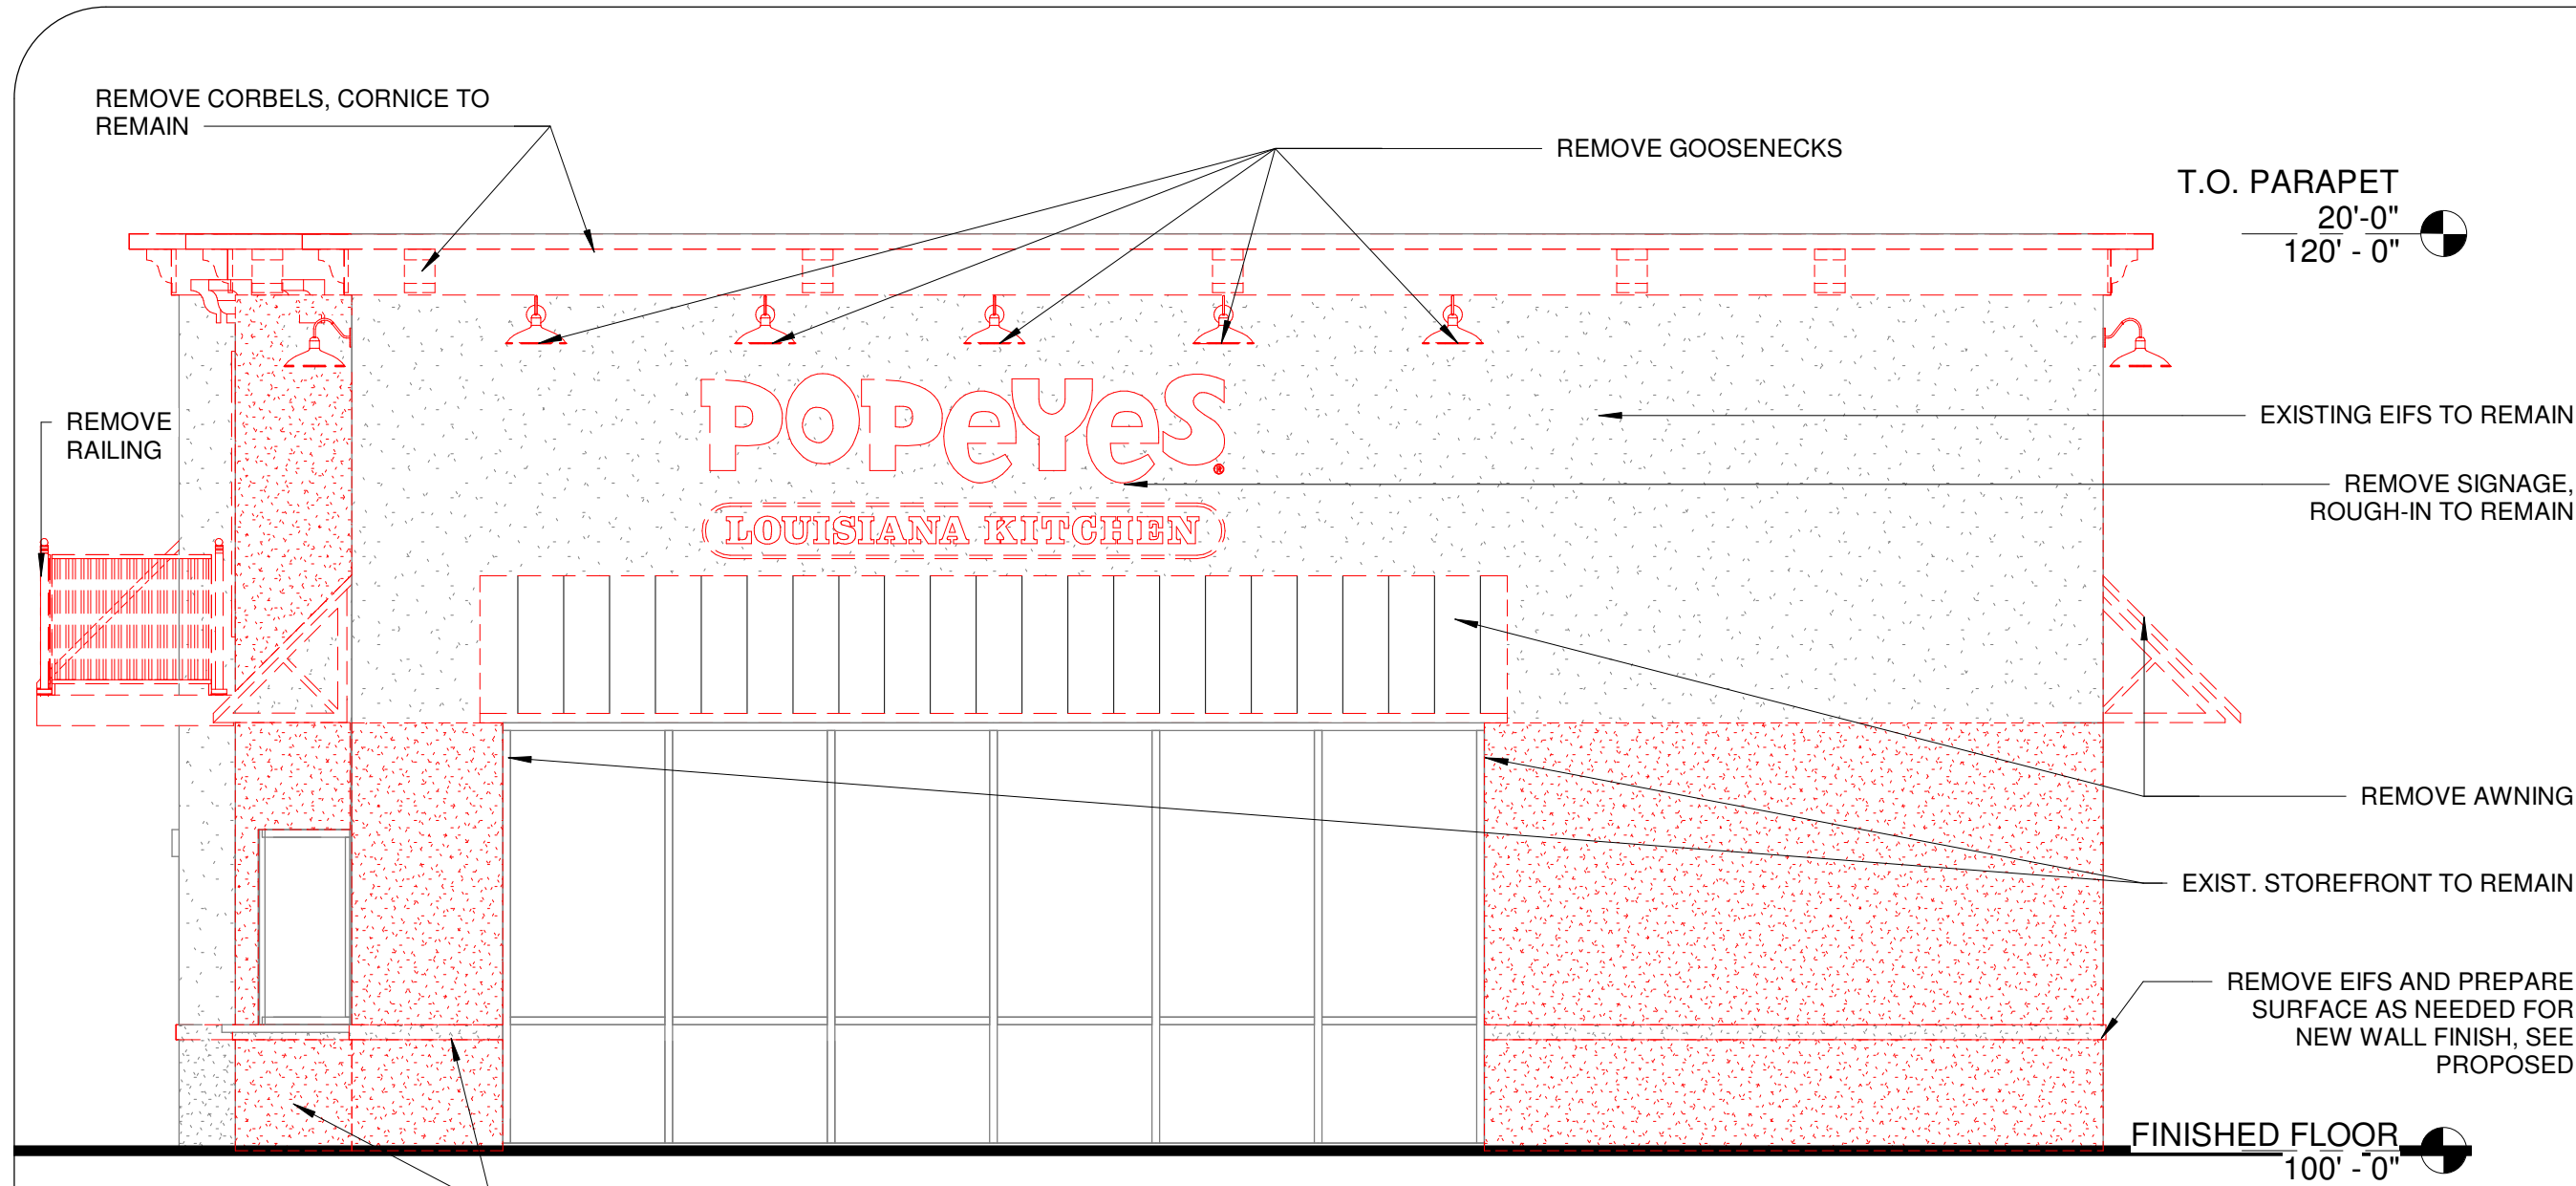 REMOVE CORBELS, CORNICE TO
REMAIN
REMOVE GOOSENECKS
T.O. PARAPET
20'-0"
120' - 0"
REMOVE
RAILING
POPeYeS®
LOUISIANA KITCHEN
EXISTING EIFS TO REMAIN
REMOVE SIGNAGE,
ROUGH-IN TO REMAIN
REMOVE AWNING
EXIST. STOREFRONT TO REMAIN
REMOVE EIFS AND PREPARE
SURFACE AS NEEDED FOR
NEW WALL FINISH, SEE
PROPOSED
FINISHED FLOOR
100' - 0"